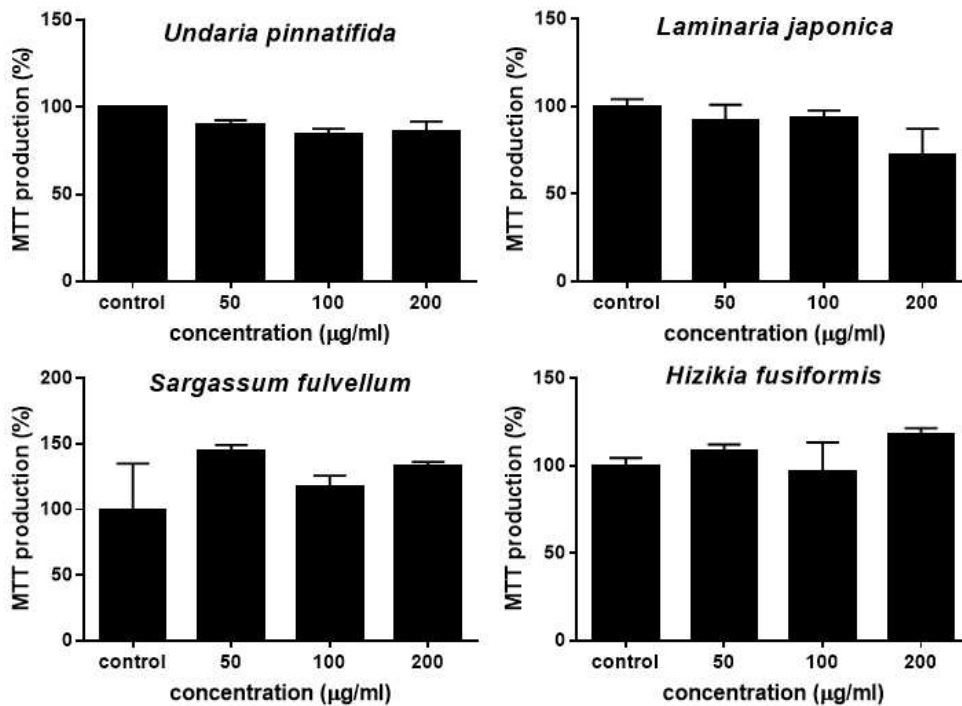 Undaria pinnatifida
MTT production (%)
150
100
50
0
control 50 100 200
concentration (μg/ml)
Laminaria japonica
MTT production (%)
150
100
50
0
control 50 100 200
concentration (μg/ml)
Sargassum fulvellum
MTT production (%)
200
150
100
50
0
control 50 100 200
concentration (μg/ml)
Hizikia fusiformis
MTT production (%)
150
100
50
0
control 50 100 200
concentration (μg/ml)